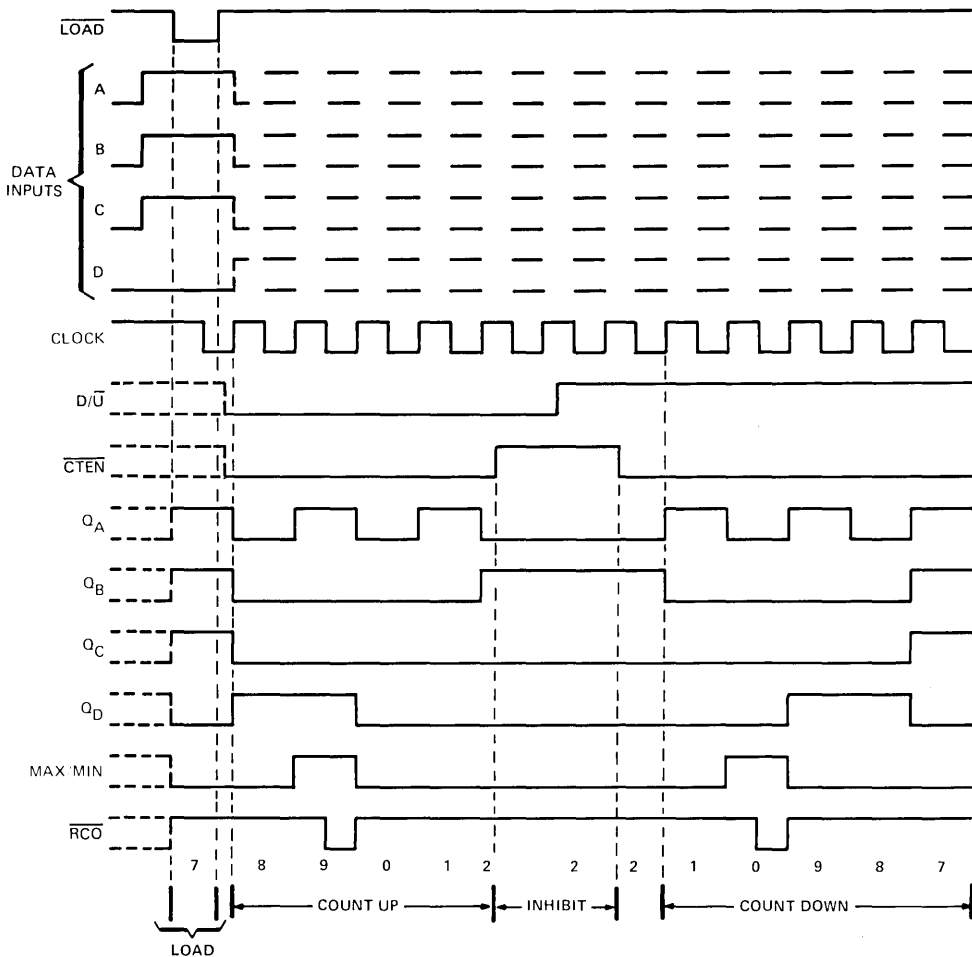 LOAD
A
B
DATA
INPUTS
C
D
CLOCK
D/U
CTEN
QA
QB
QC
QD
MAX MIN
RCO
7 8 9 0 1 2 2 2 1 0 9 8 7
COUNT UP INHIBIT COUNT DOWN
LOAD